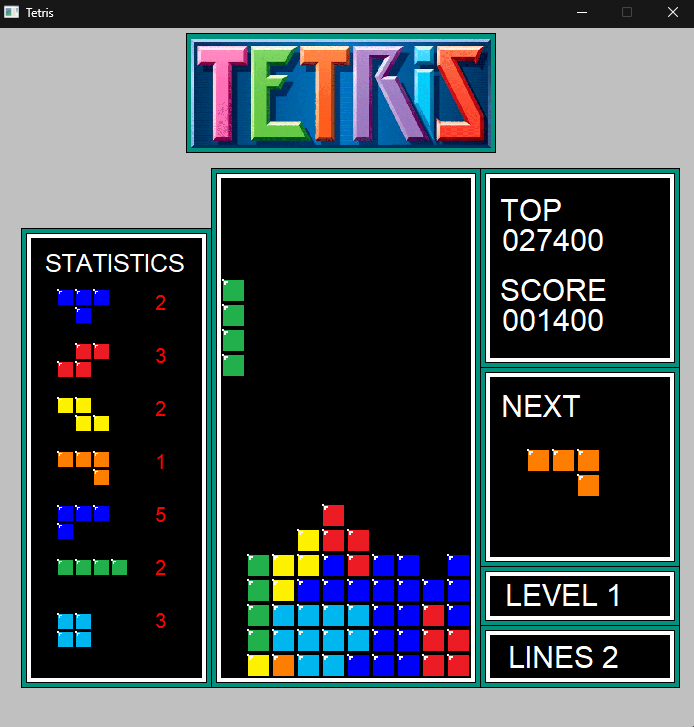 Tetris
TETRiS
STATISTICS
2
3
2
1
5
2
3
TOP
027400
SCORE
001400
NEXT
LEVEL 1
LINES 2